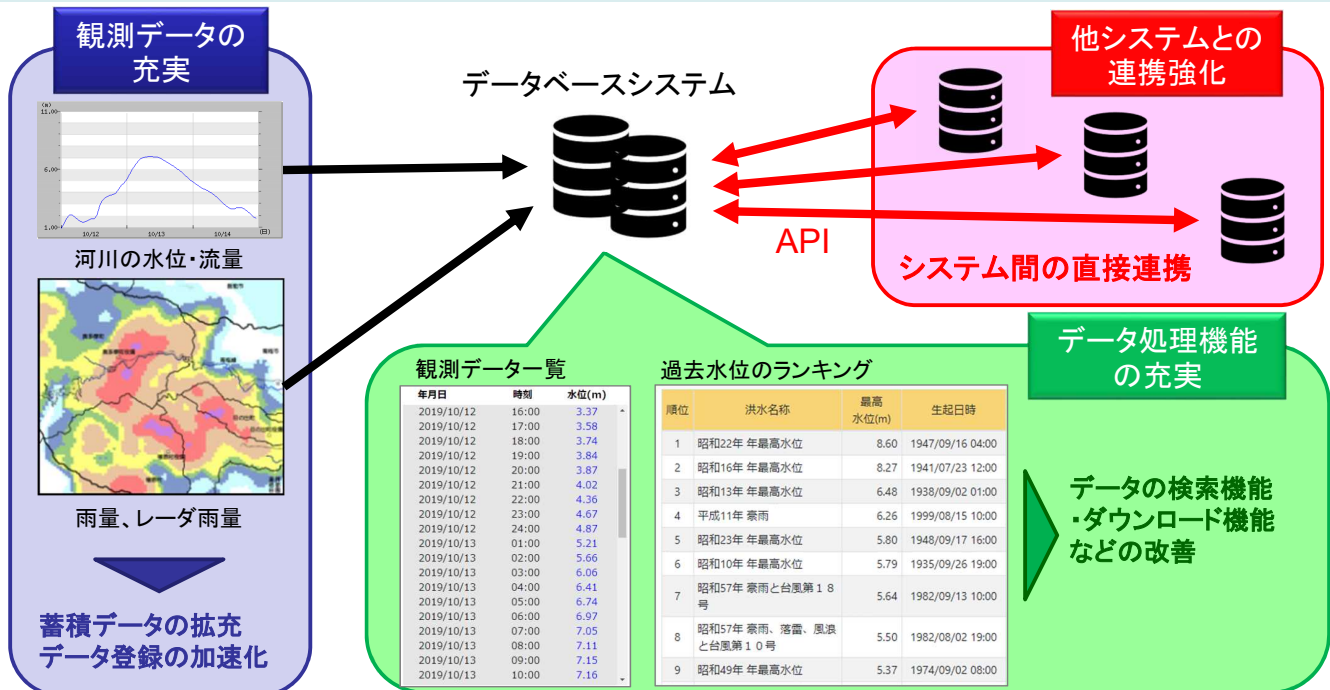 観測データの
充実
(m)
11.00
6.00
1.00
10/12
10/13
10/14
(日)
河川の水位・流量
雨量、レーダ雨量
蓄積データの拡充
データ登録の加速化
データベースシステム
API
他システムとの
連携強化
システム間の直接連携
データ処理機能
の充実
観測データ一覧
年月日 時刻 水位(m)
2019/10/12 16:00 3.37
2019/10/12 17:00 3.58
2019/10/12 18:00 3.74
2019/10/12 19:00 3.84
2019/10/12 20:00 3.87
2019/10/12 21:00 4.02
2019/10/12 22:00 4.36
2019/10/12 23:00 4.67
2019/10/12 24:00 4.87
2019/10/13 01:00 5.21
2019/10/13 02:00 5.66
2019/10/13 03:00 6.06
2019/10/13 04:00 6.41
2019/10/13 05:00 6.74
2019/10/13 06:00 6.97
2019/10/13 07:00 7.05
2019/10/13 08:00 7.11
2019/10/13 09:00 7.15
2019/10/13 10:00 7.16
過去水位のランキング
順位 洪水名称 最高
水位(m) 生起日時
1 昭和22年 年最高水位 8.60 1947/09/16 04:00
2 昭和16年 年最高水位 8.27 1941/07/23 12:00
3 昭和13年 年最高水位 6.48 1938/09/02 01:00
4 平成11年 豪雨 6.26 1999/08/15 10:00
5 昭和23年 年最高水位 5.80 1948/09/17 16:00
6 昭和10年 年最高水位 5.79 1935/09/26 19:00
7 昭和57年 豪雨と台風第18
号 5.64 1982/09/13 10:00
8 昭和57年 豪雨、落雷、風浪
と台風第10号 5.50 1982/08/02 19:00
9 昭和49年 年最高水位 5.37 1974/09/02 08:00
データの検索機能
・ダウンロード機能
などの改善